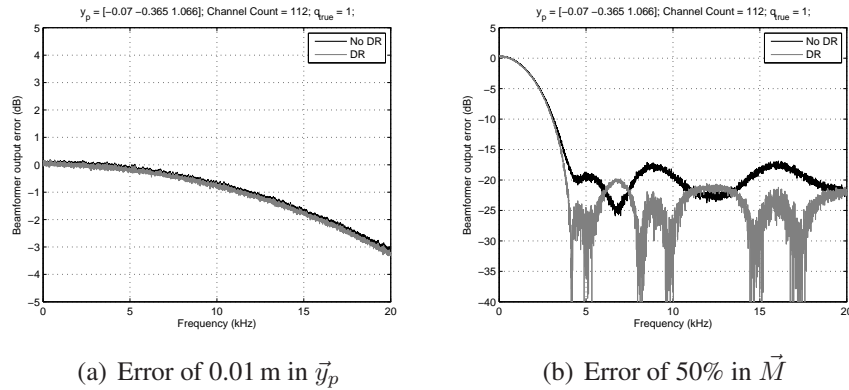 y_p = [−0.07 −0.365 1.066]; Channel Count = 112; q_true = 1;
5
4
3
2
1
0
−1
−2
−3
−4
−5
0 5 10 15 20
Beamformer output error (dB)
Frequency (kHz)
No DR
DR
(a) Error of 0.01 m in \vec{y}_p
y_p = [−0.07 −0.365 1.066]; Channel Count = 112; q_true = 1;
5
0
−5
−10
−15
−20
−25
−30
−35
−40
0 5 10 15 20
Beamformer output error (dB)
Frequency (kHz)
No DR
DR
(b) Error of 50% in \vec{M}